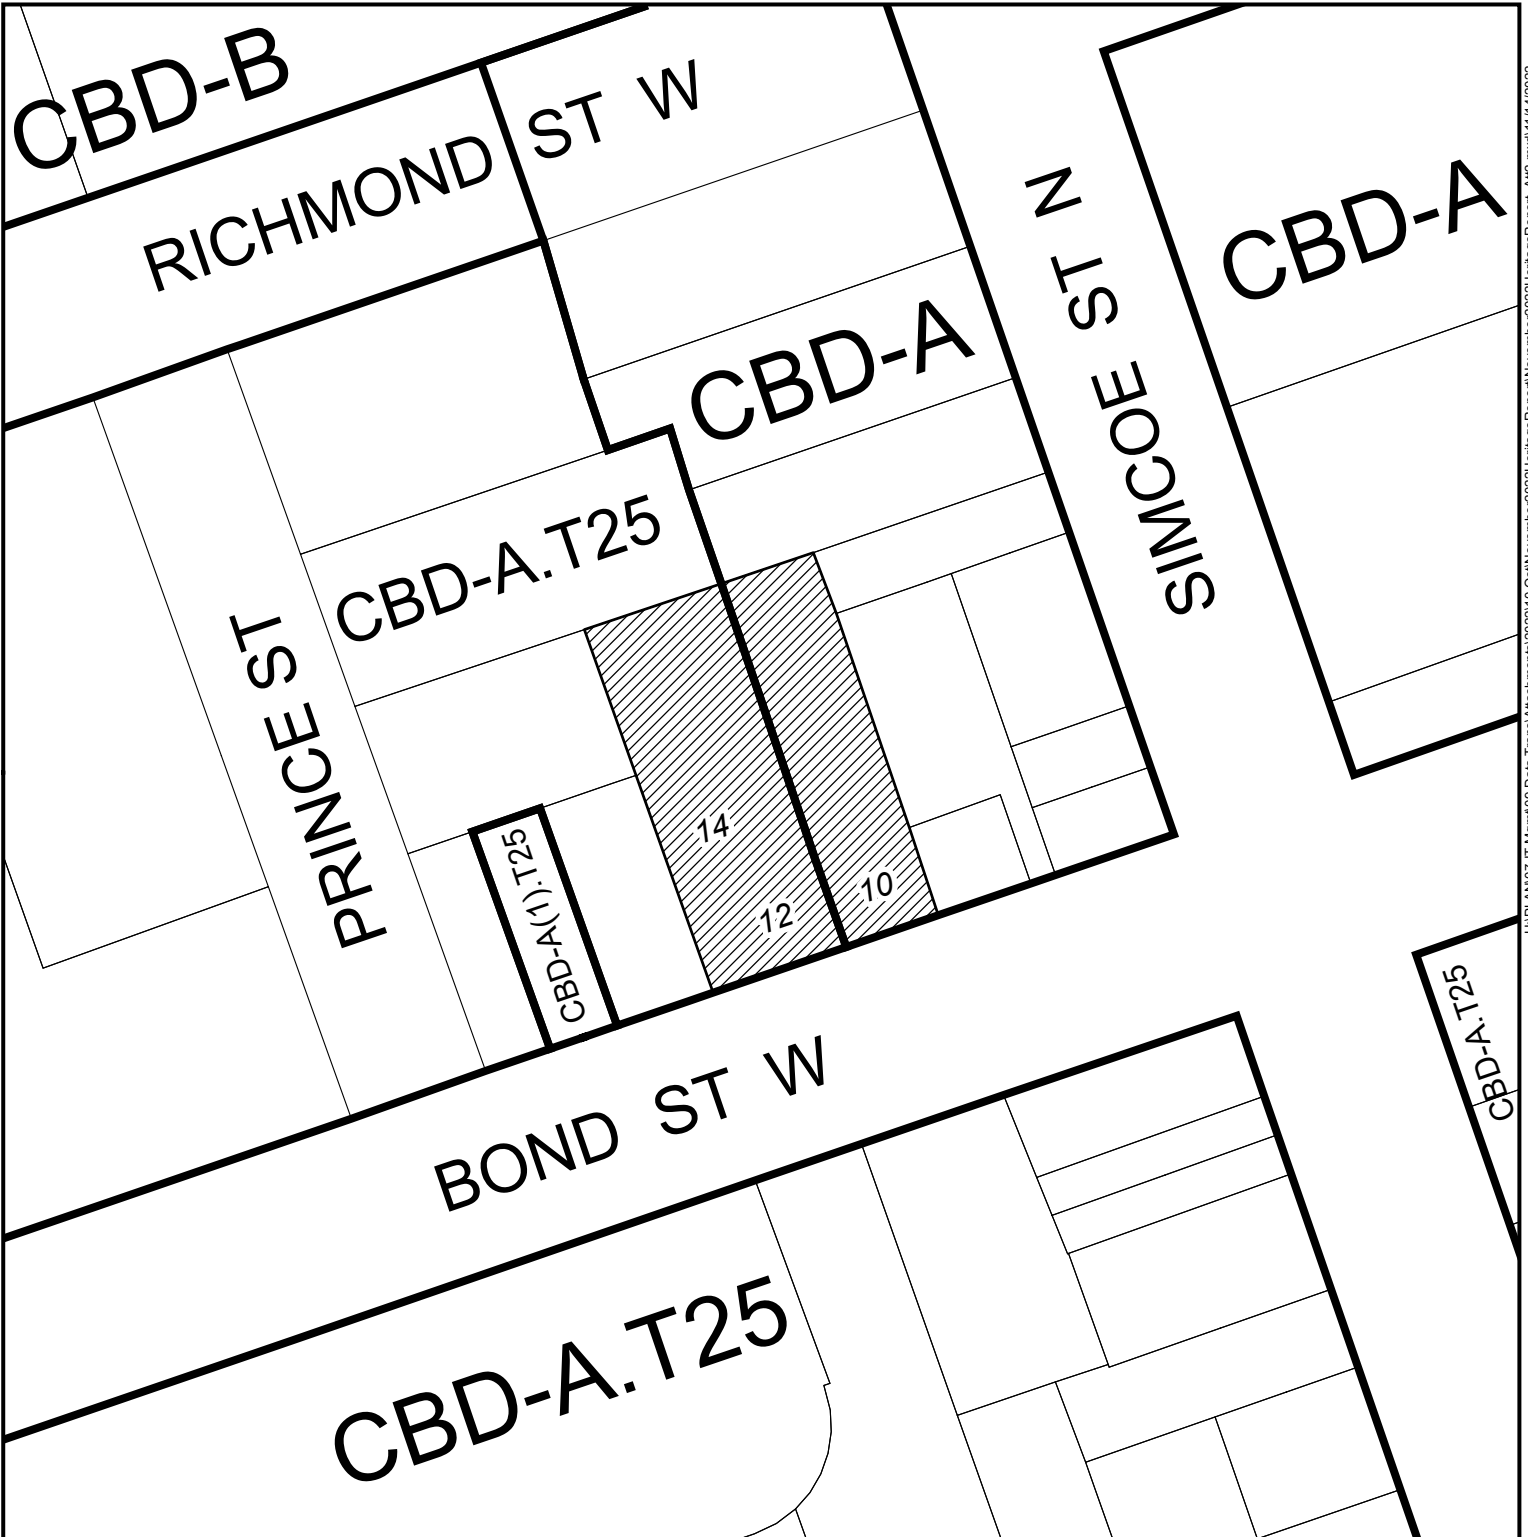 CBD-B
RICHMOND ST W
CBD-A
CBD-A
SIMCOE ST N
CBD-A.T25
PRINCE ST
14
12
10
CBD-A(1).T25
BOND ST W
CBD-A.T25
CBD-A.T25